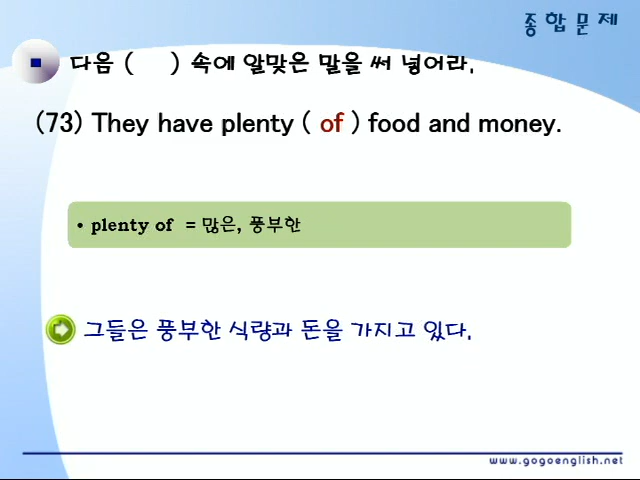 종합문제
다음 (    ) 속에 알맞은 말을 써 넣어라.
(73) They have plenty ( of ) food and money.
• plenty of = 많은, 풍부한
그들은 풍부한 식량과 돈을 가지고 있다.
www.gogoenglish.net